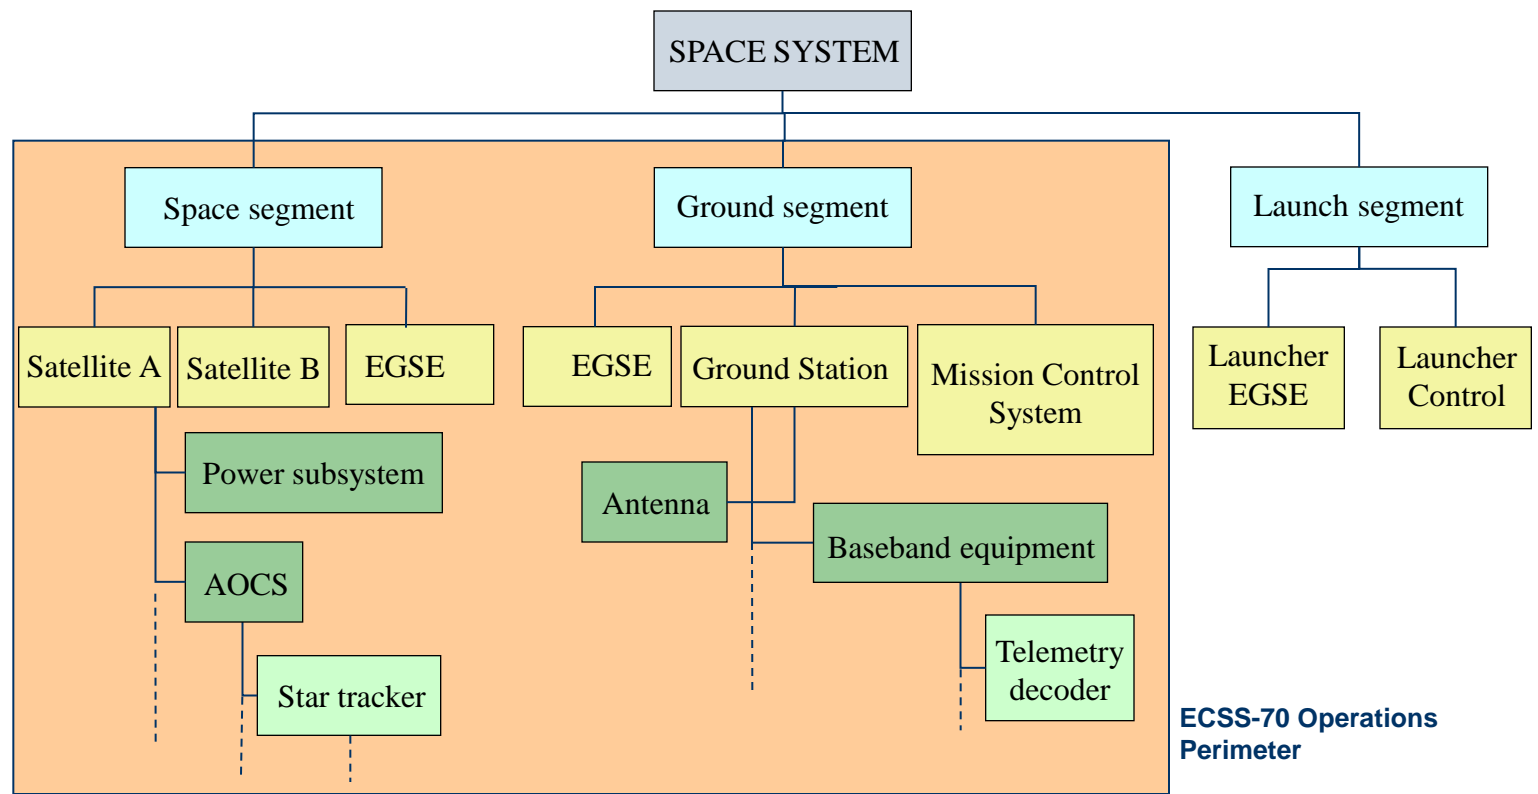 SPACE SYSTEM
Space segment
Ground segment
Launch segment
Satellite A
Satellite B
EGSE
EGSE
Ground Station
Mission Control
System
Launcher
EGSE
Launcher
Control
Power subsystem
Antenna
Baseband equipment
AOCS
Star tracker
Telemetry
decoder
ECSS-70 Operations
Perimeter